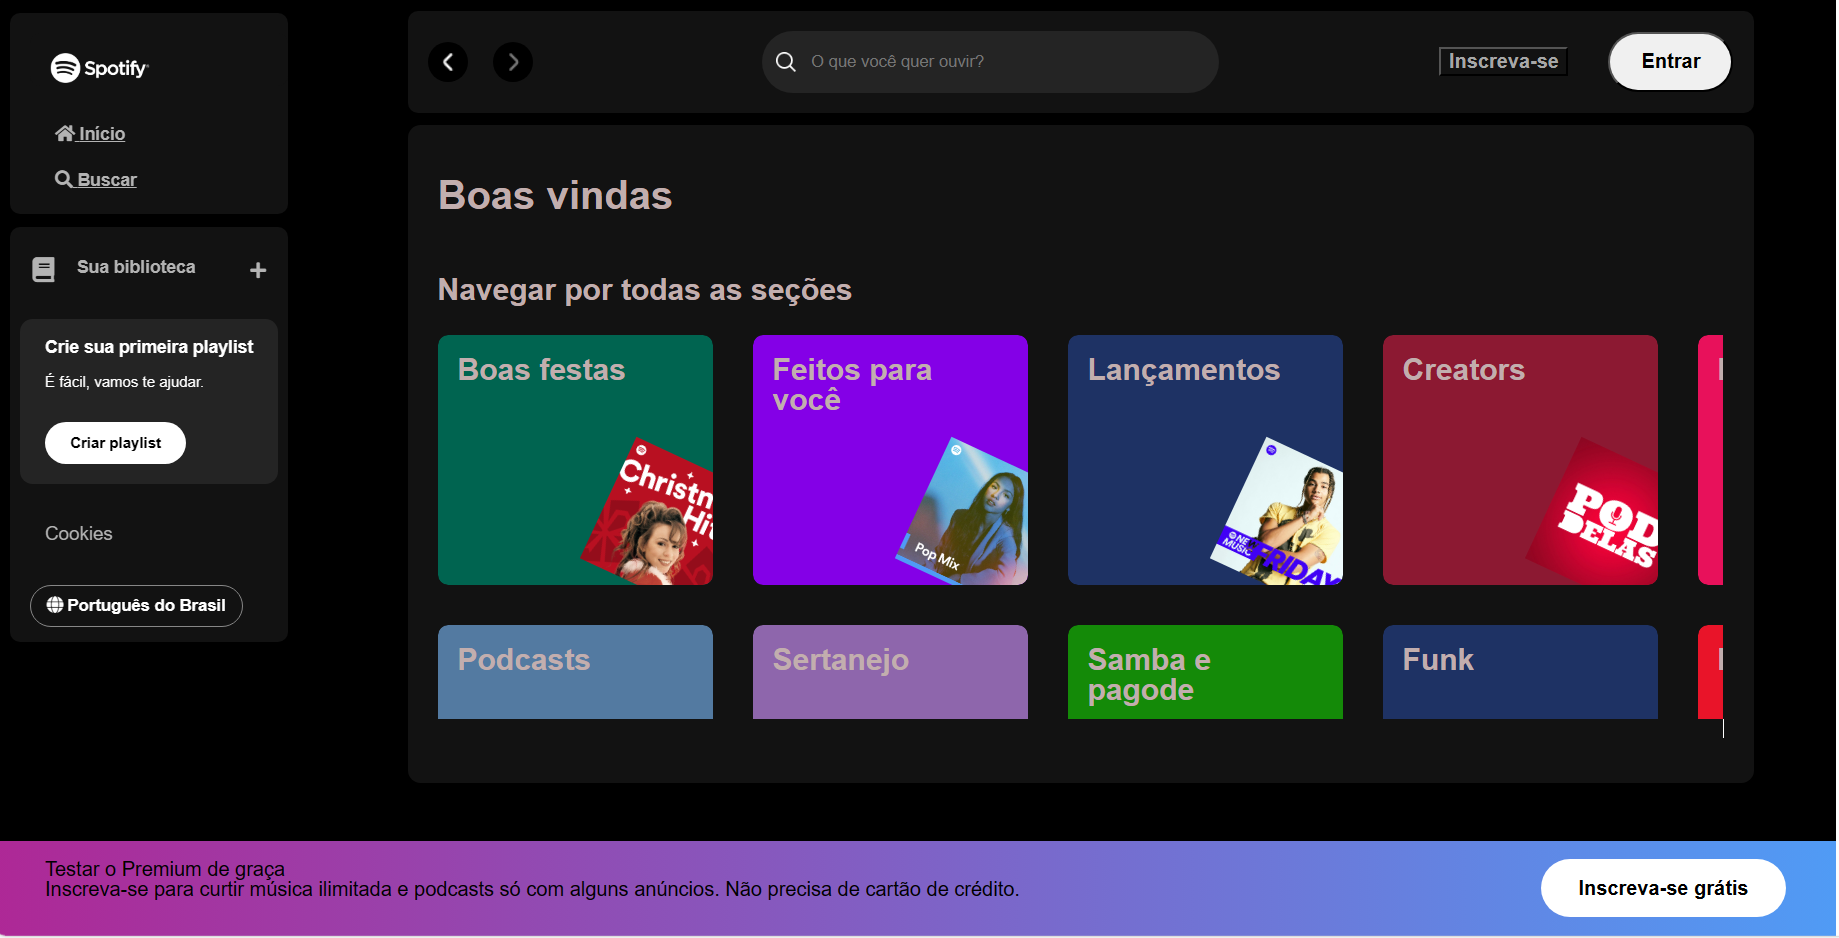 Spotify
Início
Buscar
Sua biblioteca
Crie sua primeira playlist
É fácil, vamos te ajudar.
Criar playlist
Cookies
Português do Brasil
O que você quer ouvir?
Inscreva-se
Entrar
Boas vindas
Navegar por todas as seções
Boas festas
Christm
Hit
Feitos para
você
Pop Mix
Lançamentos
NE
MUSIC
FRIDAY
Creators
POD
DELAS
Podcasts
Sertanejo
Samba e
pagode
Funk
Testar o Premium de graça
Inscreva-se para curtir música ilimitada e podcasts só com alguns anúncios. Não precisa de cartão de crédito.
Inscreva-se grátis